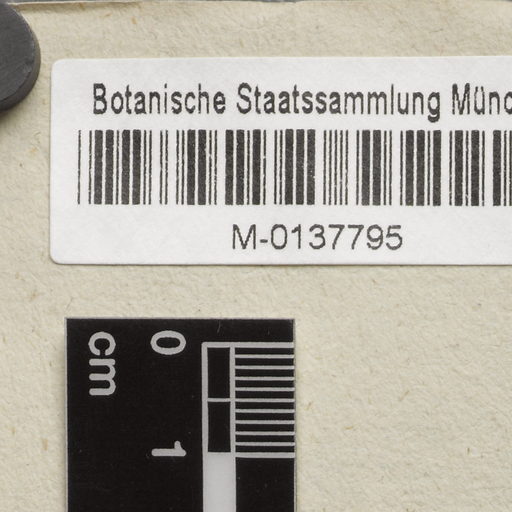 Botanische Staatssammlung Münc
M-0137795
cm
0
1